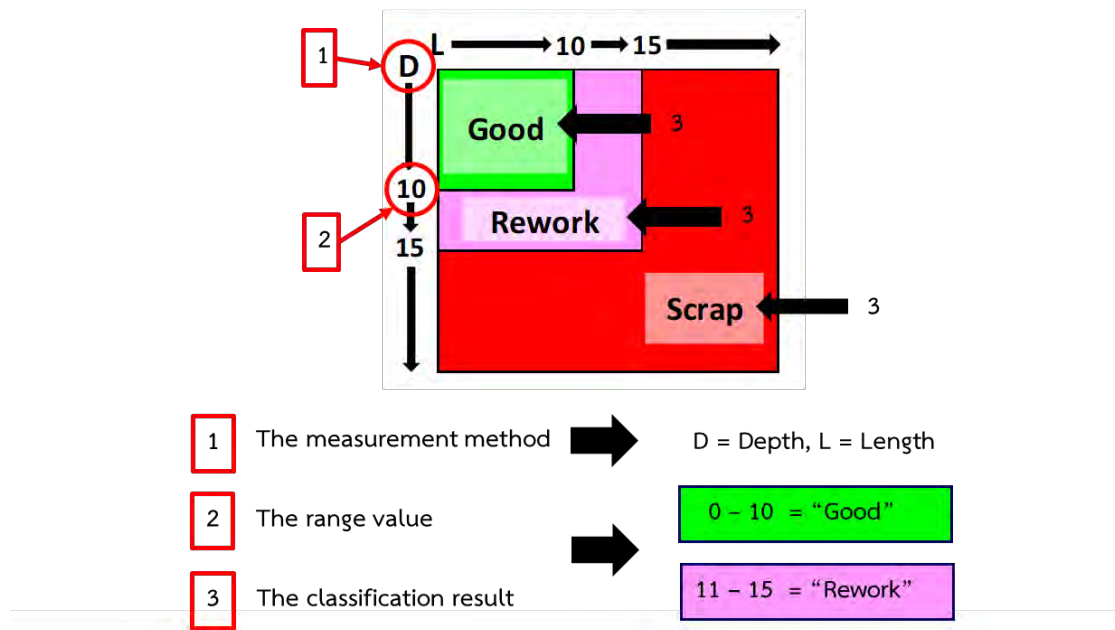 L 10 15
1
D
Good
3
10
Rework
3
2
15
Scrap
3
1 The measurement method D = Depth, L = Length
2 The range value 0 – 10 = “Good”
3 The classification result 11 – 15 = “Rework”